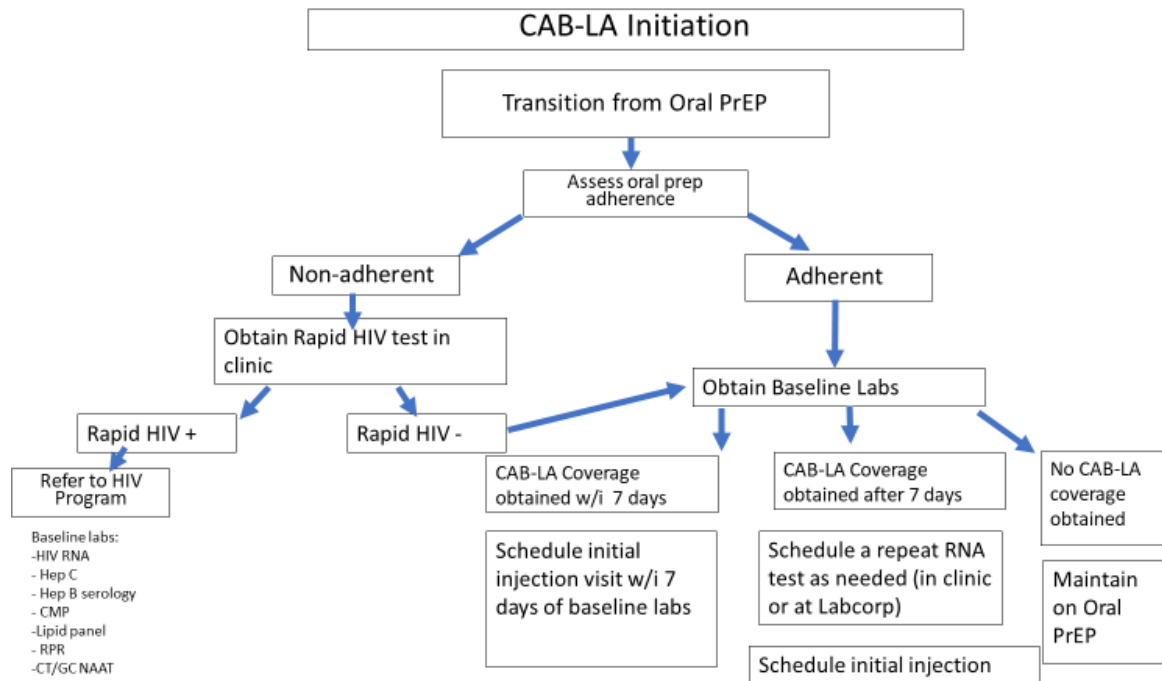 CAB-LA Initiation
Transition from Oral PrEP
Assess oral prep
adherence
Non-adherent
Adherent
Obtain Rapid HIV test in
clinic
Obtain Baseline Labs
Rapid HIV +
Rapid HIV -
Refer to HIV
Program
CAB-LA Coverage
obtained w/i 7 days
CAB-LA Coverage
obtained after 7 days
No CAB-LA
coverage
obtained
Baseline labs:
-HIV RNA
- Hep C
- Hep B serology
- CMP
-Lipid panel
- RPR
-CT/GC NAAT
Schedule initial
injection visit w/i 7
days of baseline labs
Schedule a repeat RNA
test as needed (in clinic
or at Labcorp)
Maintain
on Oral
PrEP
Schedule initial injection